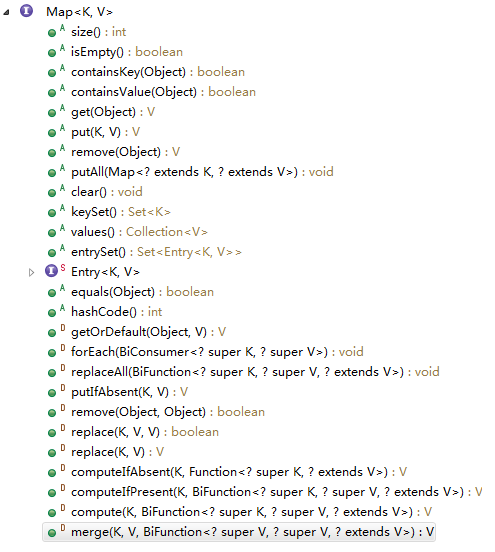 Map<K, V>
A size() : int
A isEmpty() : boolean
A containsKey(Object) : boolean
A containsValue(Object) : boolean
A get(Object) : V
A put(K, V) : V
A remove(Object) : V
A putAll(Map<? extends K, ? extends V>) : void
A clear() : void
A keySet() : Set<K>
A values() : Collection<V>
A entrySet() : Set<Entry<K, V>>
S Entry<K, V>
A equals(Object) : boolean
A hashCode() : int
D getOrDefault(Object, V) : V
D forEach(BiConsumer<? super K, ? super V>) : void
D replaceAll(BiFunction<? super K, ? super V, ? extends V>) : void
D putIfAbsent(K, V) : V
D remove(Object, Object) : boolean
D replace(K, V, V) : boolean
D replace(K, V) : V
D computeIfAbsent(K, Function<? super K, ? extends V>) : V
D computeIfPresent(K, BiFunction<? super K, ? super V, ? extends V>) : V
D compute(K, BiFunction<? super K, ? super V, ? extends V>) : V
D merge(K, V, BiFunction<? super V, ? super V, ? extends V>) : V